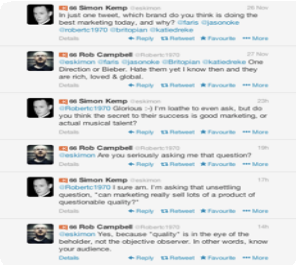 66 Simon Kemp @eskimon 26 Nov
In just one tweet, which brand do you think is doing the
best marketing today, and why? @faris @jasonoke @britopian @katiedreke
@robertc1970
Details Reply Retweet Favourite More
66 Rob Campbell @Robertc1970 27 Nov
@eskimon @faris @jasonoke @Britopian @katiedreke One
Direction or Bieber. Hate them yet I know then and they
are rich, loved & global.
Details Reply Retweet Favourite More
66 Simon Kemp @eskimon
@Robertc1970 Glorious :-) I'm loathe to even ask, but do
you think the secret to their success is good marketing, or
actual musical talent?
Details Reply Retweet Favourite More
66 Rob Campbell @Robertc1970 19h
@eskimon Are you seriously asking me that question?
Details Reply Retweet Favourite More
66 Simon Kemp @eskimon 17h
@Robertc1970 I sure am. I'm asking that unsettling
question, "can marketing really sell lots of a product of
questionable quality?"
Details Reply Retweet Favourite More
66 Rob Campbell @Robertc1970 14h
@eskimon Yes, because "quality" is in the eye of the
beholder, not the objective observer. In other words, know
your audience.
Details Reply Retweet Favourite More